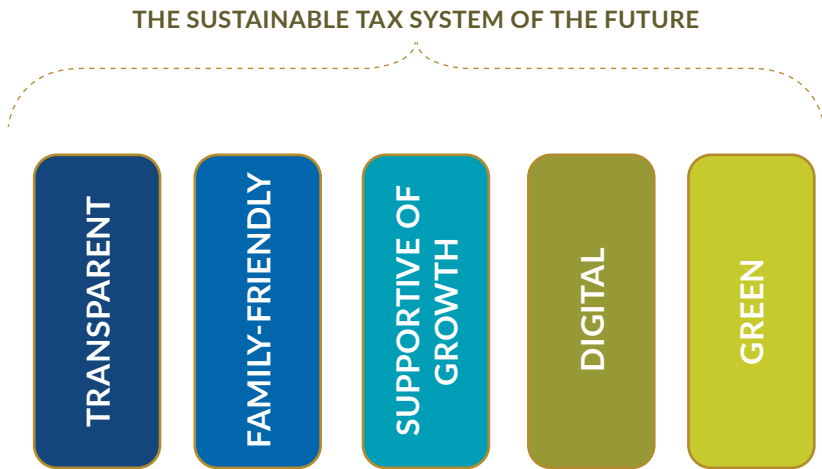 THE SUSTAINABLE TAX SYSTEM OF THE FUTURE
TRANSPARENT
FAMILY-FRIENDLY
SUPPORTIVE OF
GROWTH
DIGITAL
GREEN